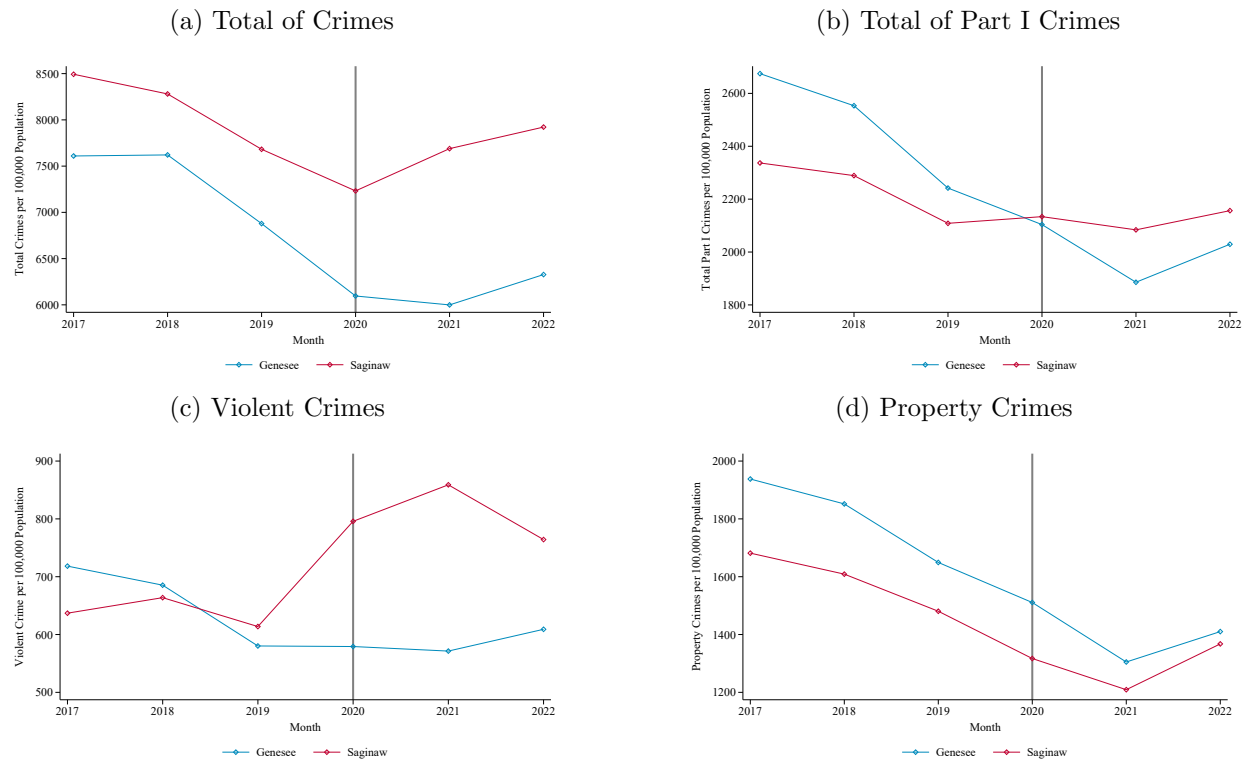 (a) Total of Crimes
Total Crimes per 100,000 Population
8500
8000
7500
7000
6500
6000
2017 2018 2019 2020 2021 2022
Month
Genesee Saginaw
(b) Total of Part I Crimes
Total Part I Crimes per 100,000 Population
2600
2400
2200
2000
1800
2017 2018 2019 2020 2021 2022
Month
Genesee Saginaw
(c) Violent Crimes
Violent Crime per 100,000 Population
900
800
700
600
500
2017 2018 2019 2020 2021 2022
Month
Genesee Saginaw
(d) Property Crimes
Property Crimes per 100,000 Population
2000
1800
1600
1400
1200
2017 2018 2019 2020 2021 2022
Month
Genesee Saginaw